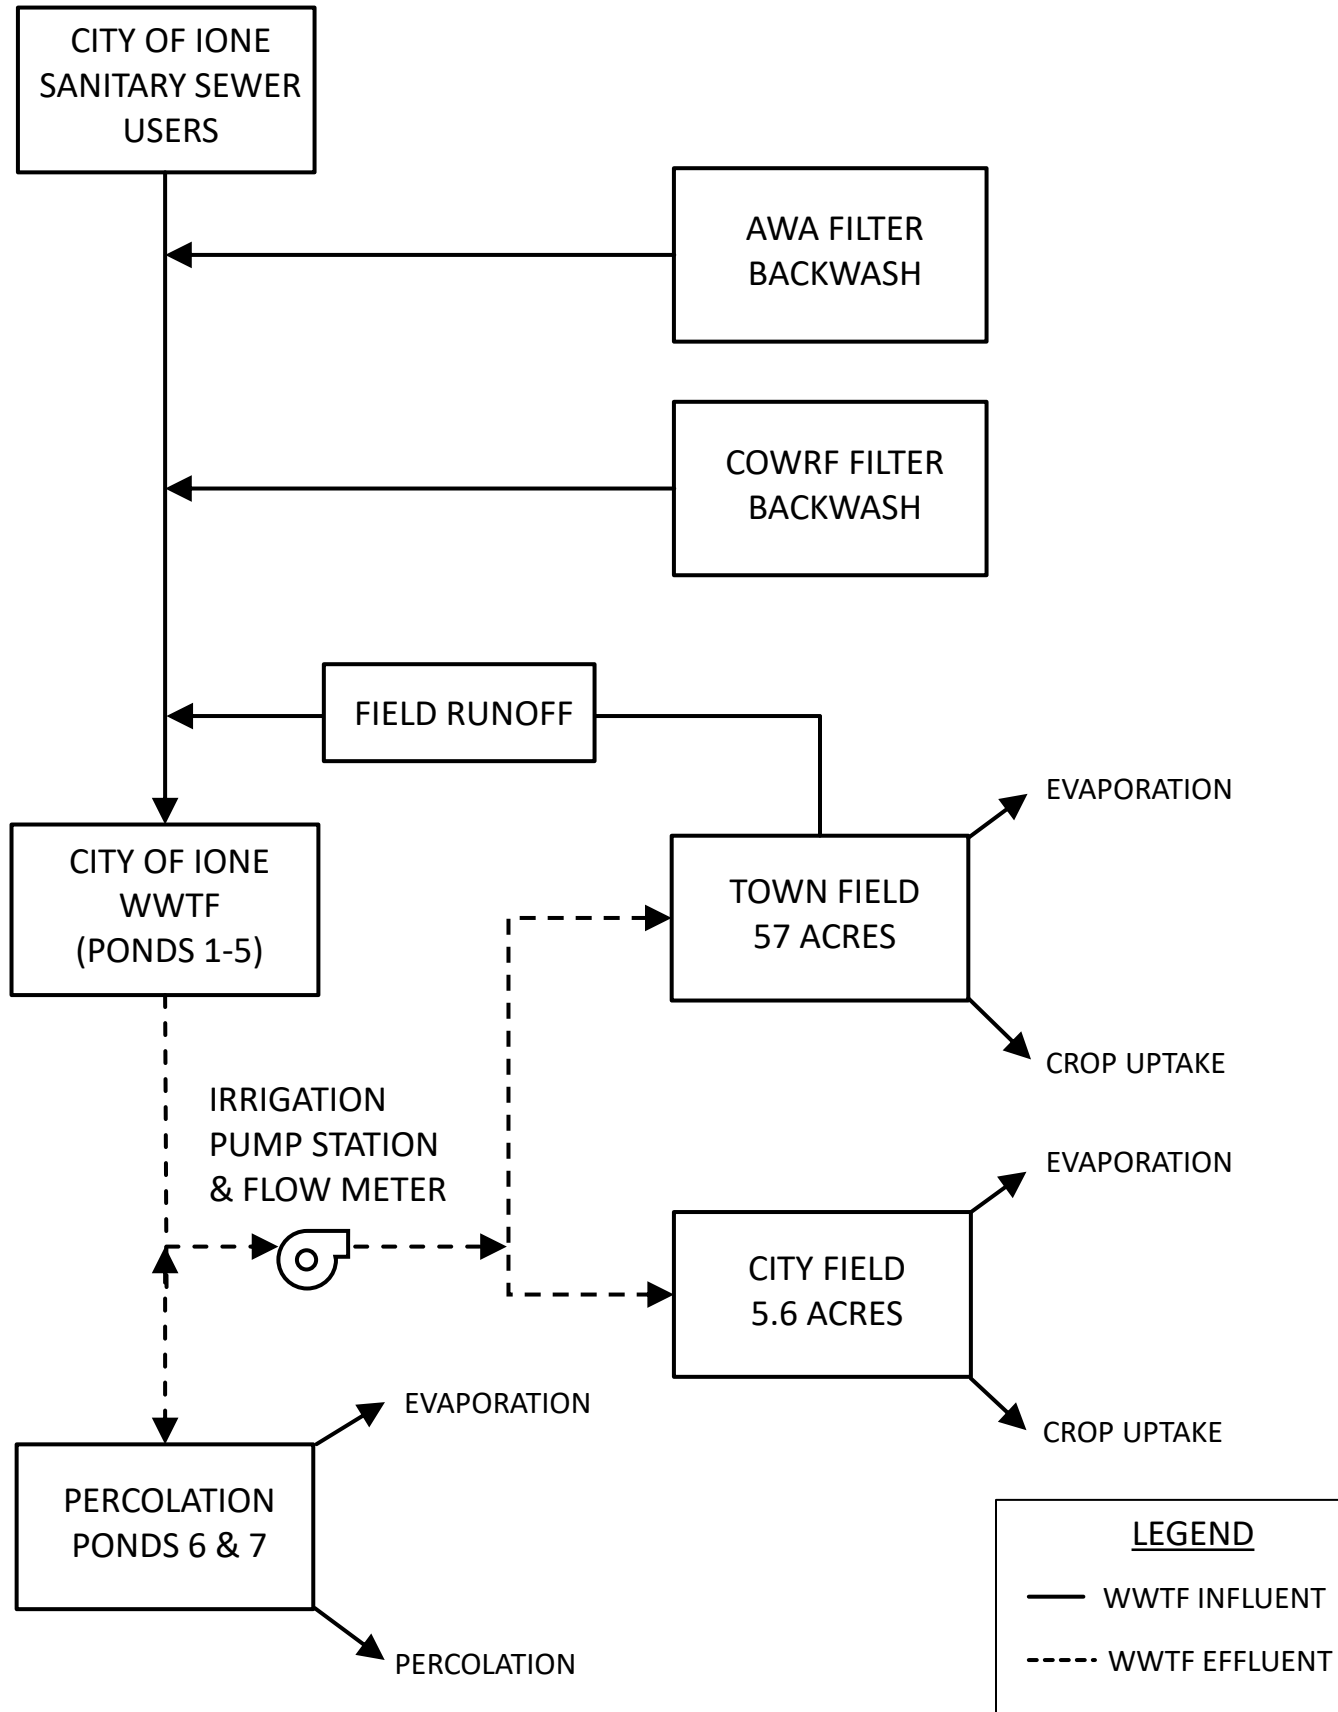 CITY OF IONE
SANITARY SEWER
USERS
AWA FILTER
BACKWASH
COWRF FILTER
BACKWASH
FIELD RUNOFF
EVAPORATION
CITY OF IONE
WWTF
(PONDS 1-5)
TOWN FIELD
57 ACRES
CROP UPTAKE
IRRIGATION
PUMP STATION
& FLOW METER
EVAPORATION
CITY FIELD
5.6 ACRES
CROP UPTAKE
EVAPORATION
PERCOLATION
PONDS 6 & 7
PERCOLATION
LEGEND
WWTF INFLUENT
WWTF EFFLUENT